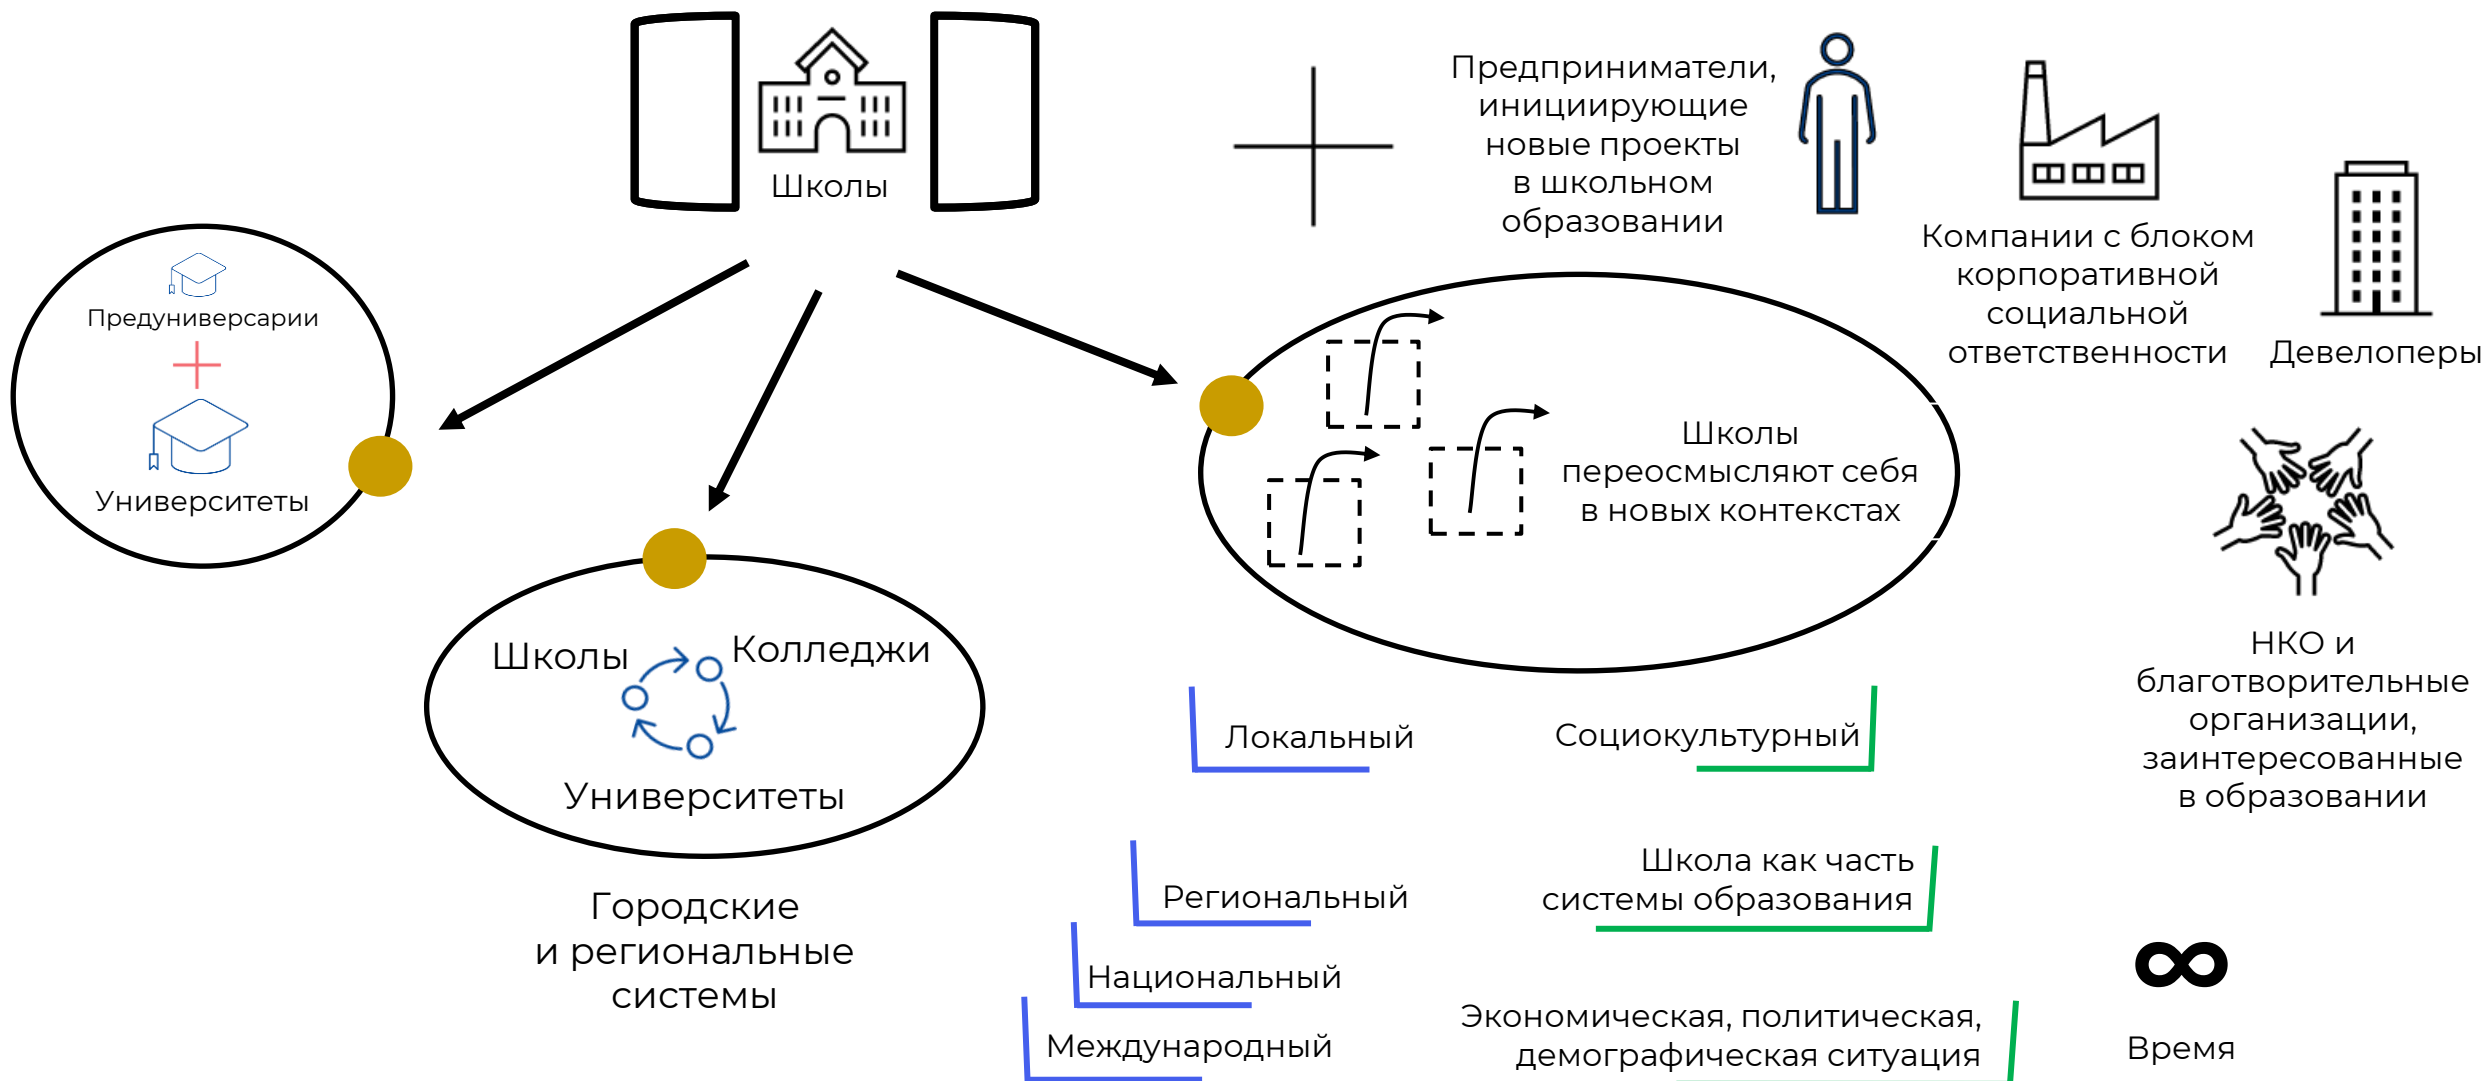 Школы
Предприниматели,
инициирующие
новые проекты
в школьном
образовании
Компании с блоком
корпоративной
социальной
ответственности
Девелоперы
Предуниверсарии
Университеты
Школы
переосмысляют себя
в новых контекстах
НКО и
благотворительные
организации,
заинтересованные
в образовании
Школы
Колледжи
Университеты
Городские
и региональные
системы
Локальный
Социокультурный
Региональный
Школа как часть
системы образования
Национальный
Международный
Экономическая, политическая,
демографическая ситуация
Время